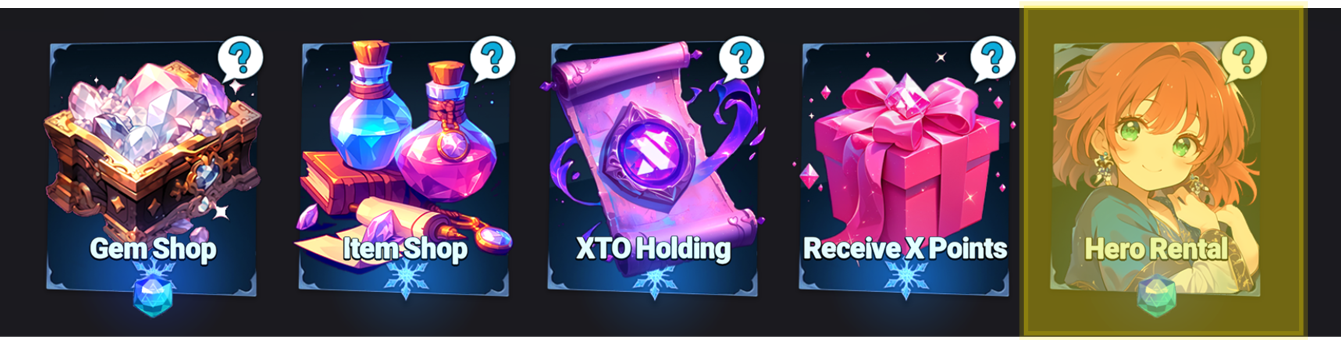 ?
?
?
?
?
Gem Shop
Item Shop
XTO Holding
Receive X Points
Hero Rental